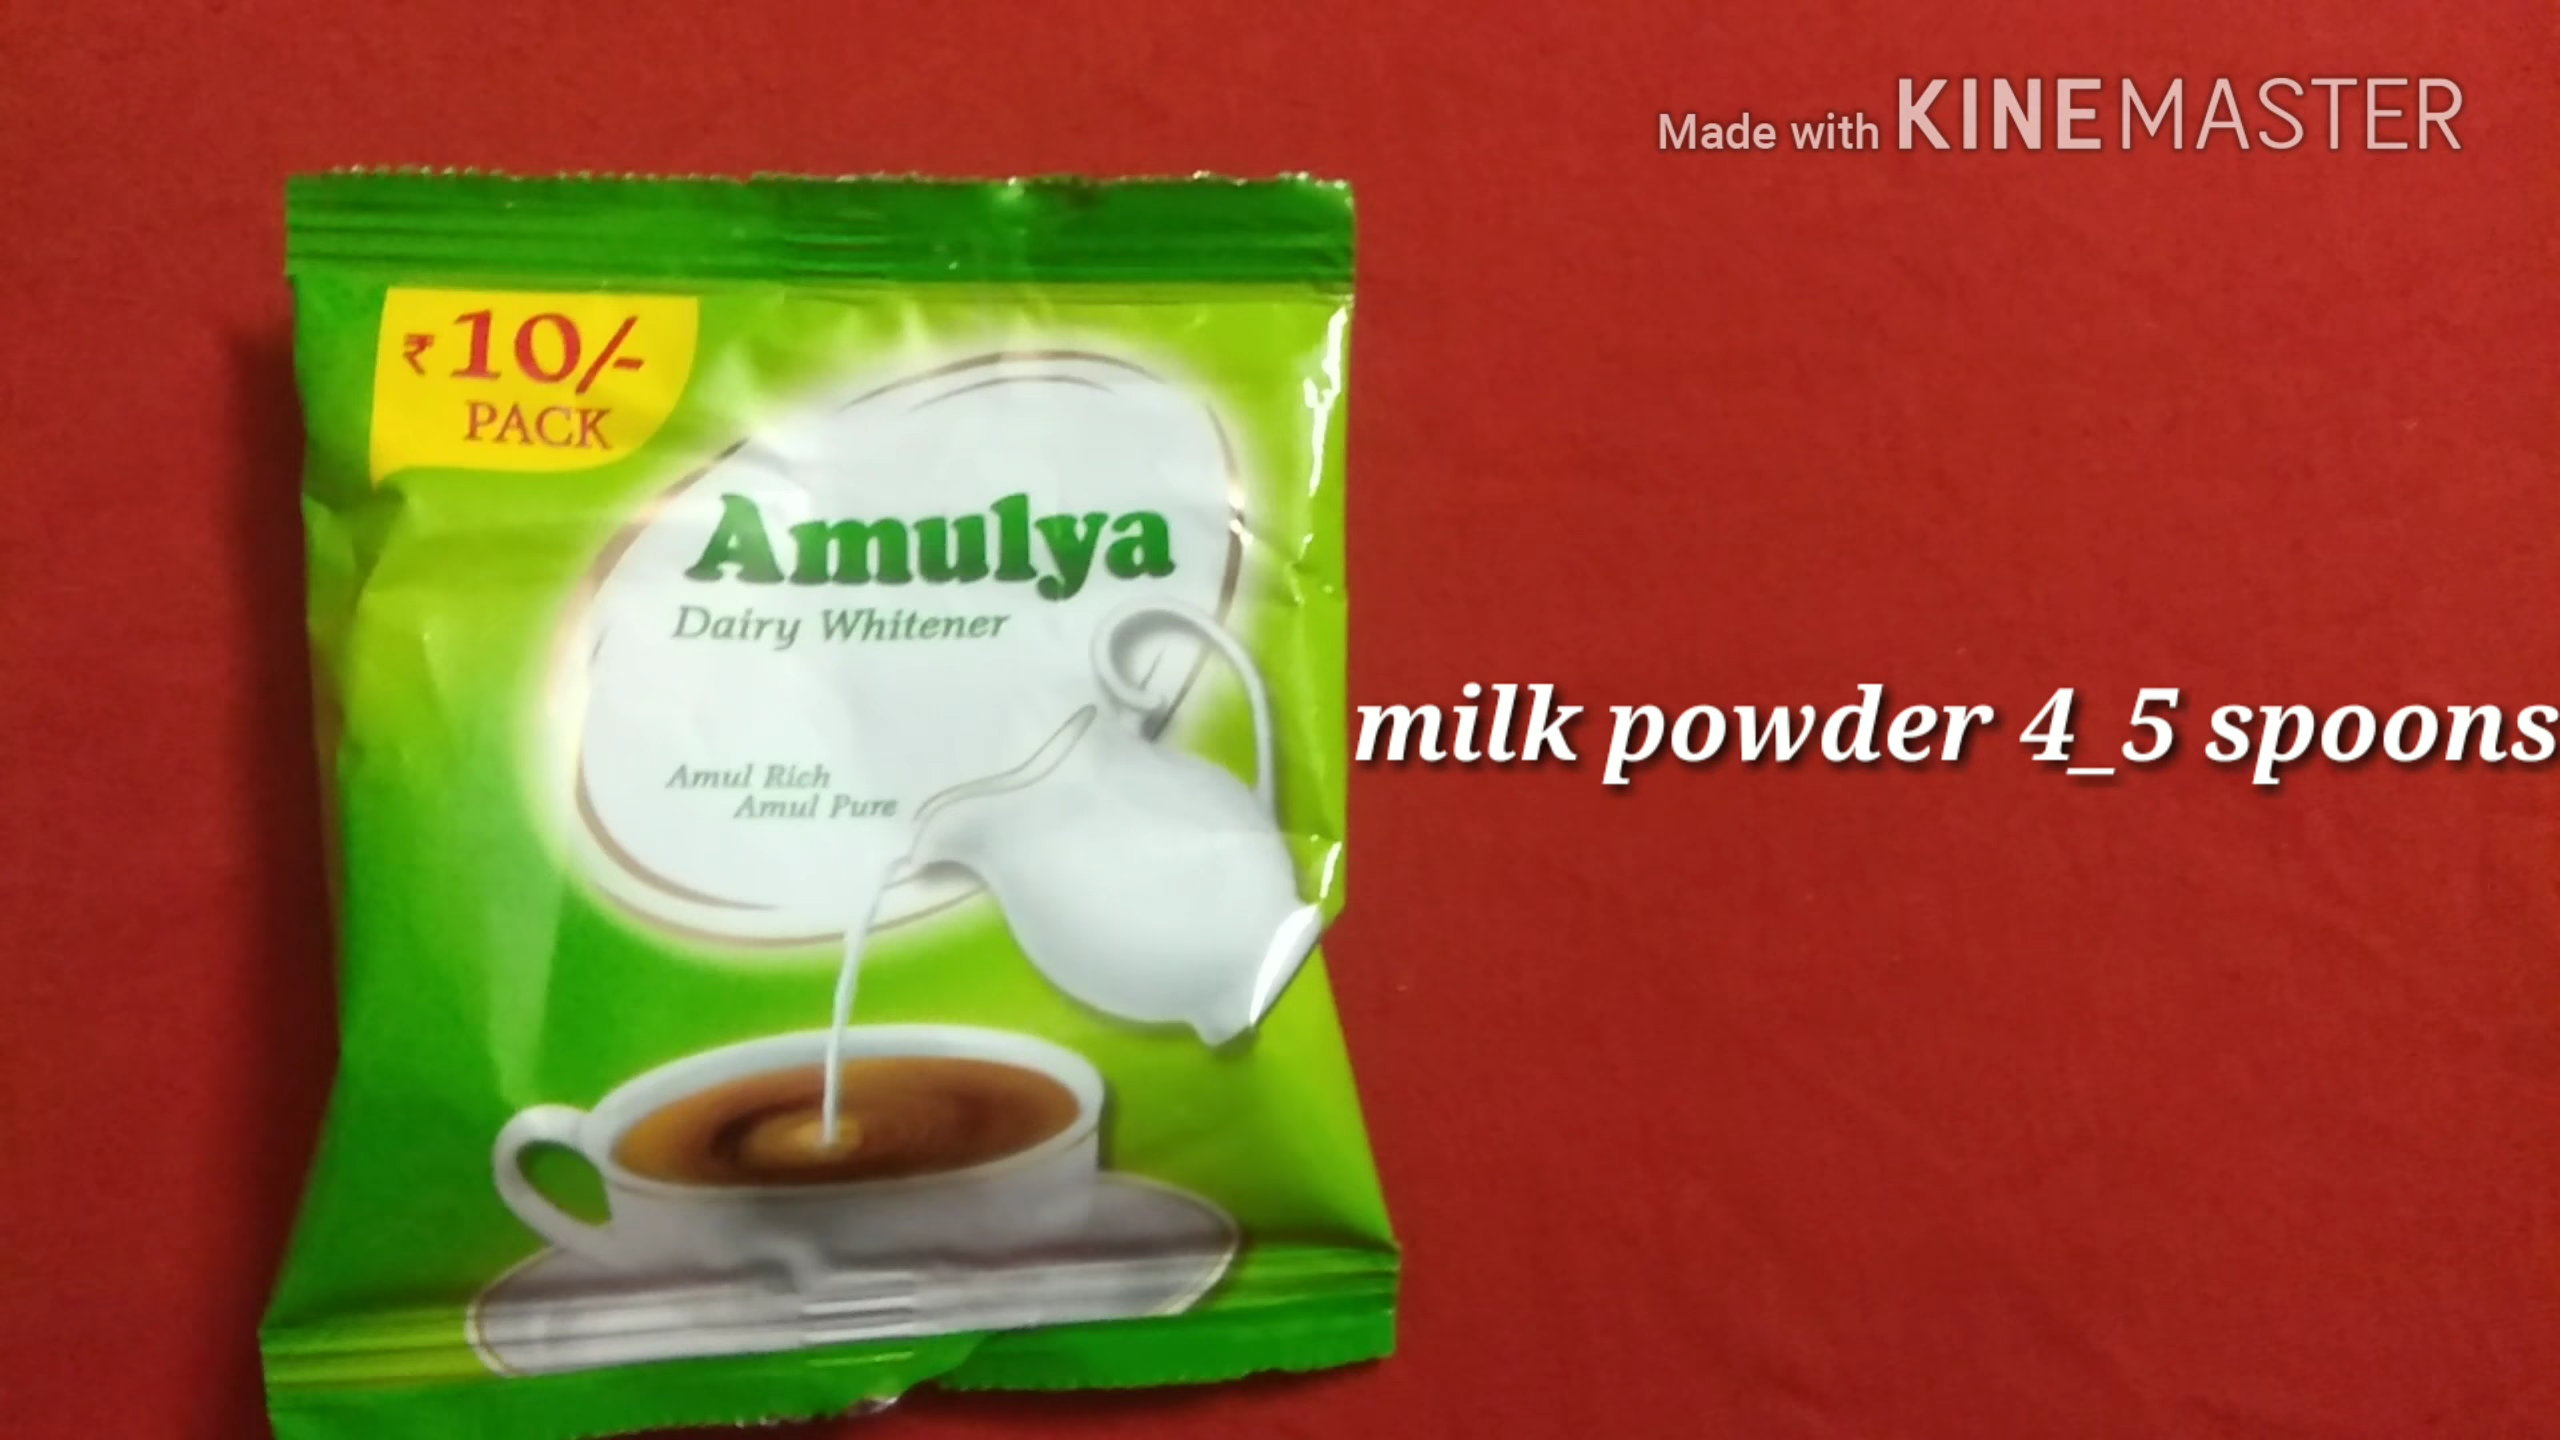 Made with KINEMASTER
₹10/-
PACK
Amulya
Dairy Whitener
Amul Rich
Amul Pure
milk powder 4_5 spoons